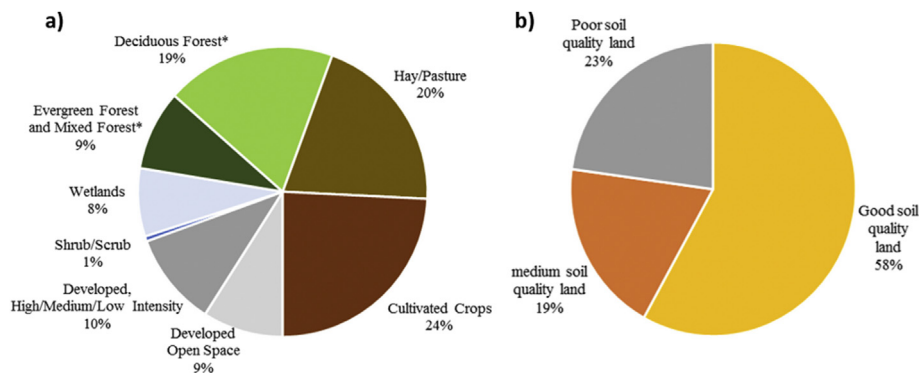 a)
Deciduous Forest*
19%
Hay/Pasture
20%
Evergreen Forest
and Mixed Forest*
9%
Wetlands
8%
Shrub/Scrub
1%
Developed,
High/Medium/Low Intensity
10%
Developed
Open Space
9%
Cultivated Crops
24%
b)
Poor soil
quality land
23%
Good soil
quality
land
58%
medium soil
quality land
19%